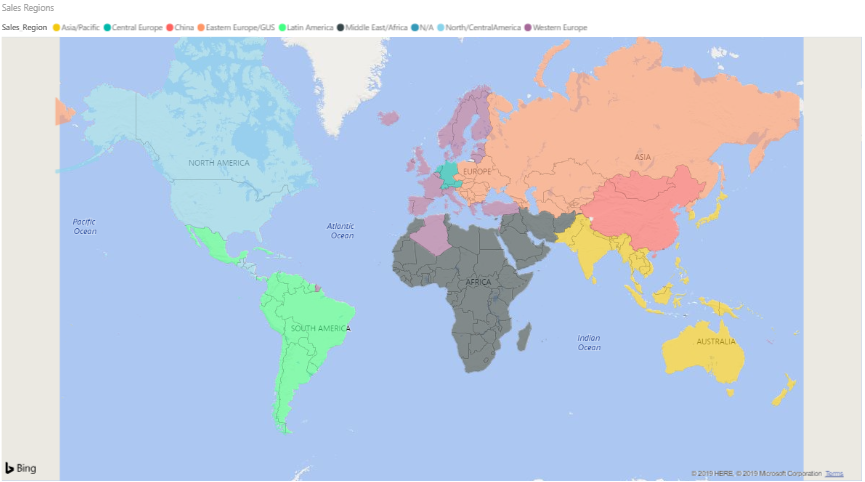 Sales Regions
Sales_Region Asia/Pacific Central Europe China Eastern Europe/GUS Latin America Middle East/Africa N/A North/CentralAmerica Western Europe
NORTH AMERICA
ASIA
EUROPE
Pacific
Ocean
Atlantic
Ocean
AFRICA
SOUTH AMERICA
Indian
Ocean
AUSTRALIA
Bing
© 2019 HERE, © 2019 Microsoft Corporation Terms